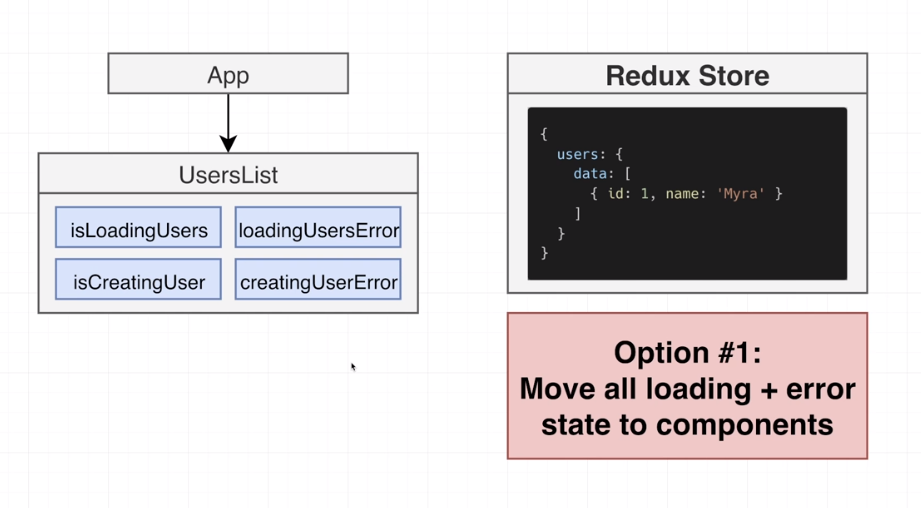 App
UsersList
isLoadingUsers
loadingUsersError
isCreatingUser
creatingUserError
Redux Store
{
  users: {
    data: [
      { id: 1, name: 'Myra' }
    ]
  }
}
Option #1:
Move all loading + error
state to components